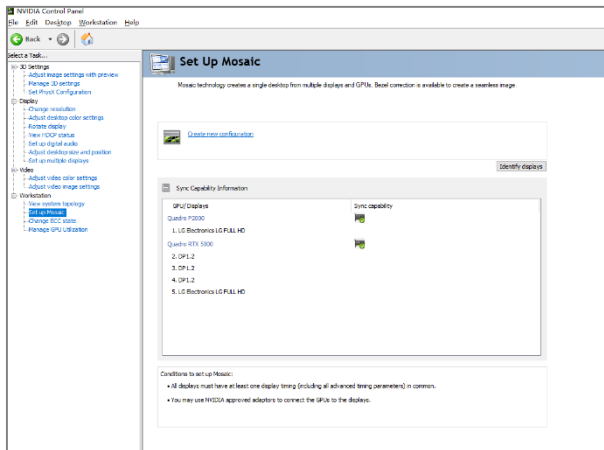 NVIDIA Control Panel
File Edit Desktop Workstation Help
Back
Select a Task...
3D Settings
Adjust image settings with preview
Manage 3D settings
Set PhysX Configuration
Display
Change resolution
Adjust desktop color settings
Rotate display
View HDCP status
Set up digital audio
Adjust desktop size and position
Set up multiple displays
Video
Adjust video color settings
Adjust video image settings
Workstation
View system topology
Set up Mosaic
Change ECC state
Manage GPU Utilization
Set Up Mosaic
Mosaic technology creates a single desktop from multiple displays and GPUs. Bezel correction is available to create a seamless image.
Create new configuration
Identify displays
Sync Capability Information
GPU/Displays Sync capability
Quadro P2000
1. LG Electronics LG FULL HD
Quadro RTX 5000
2. DP1.2
3. DP1.2
4. DP1.2
5. LG Electronics LG FULL HD
Conditions to set up Mosaic:
• All displays must have at least one display timing (including all advanced timing parameters) in common.
• You may use NVIDIA approved adaptors to connect the GPUs to the displays.